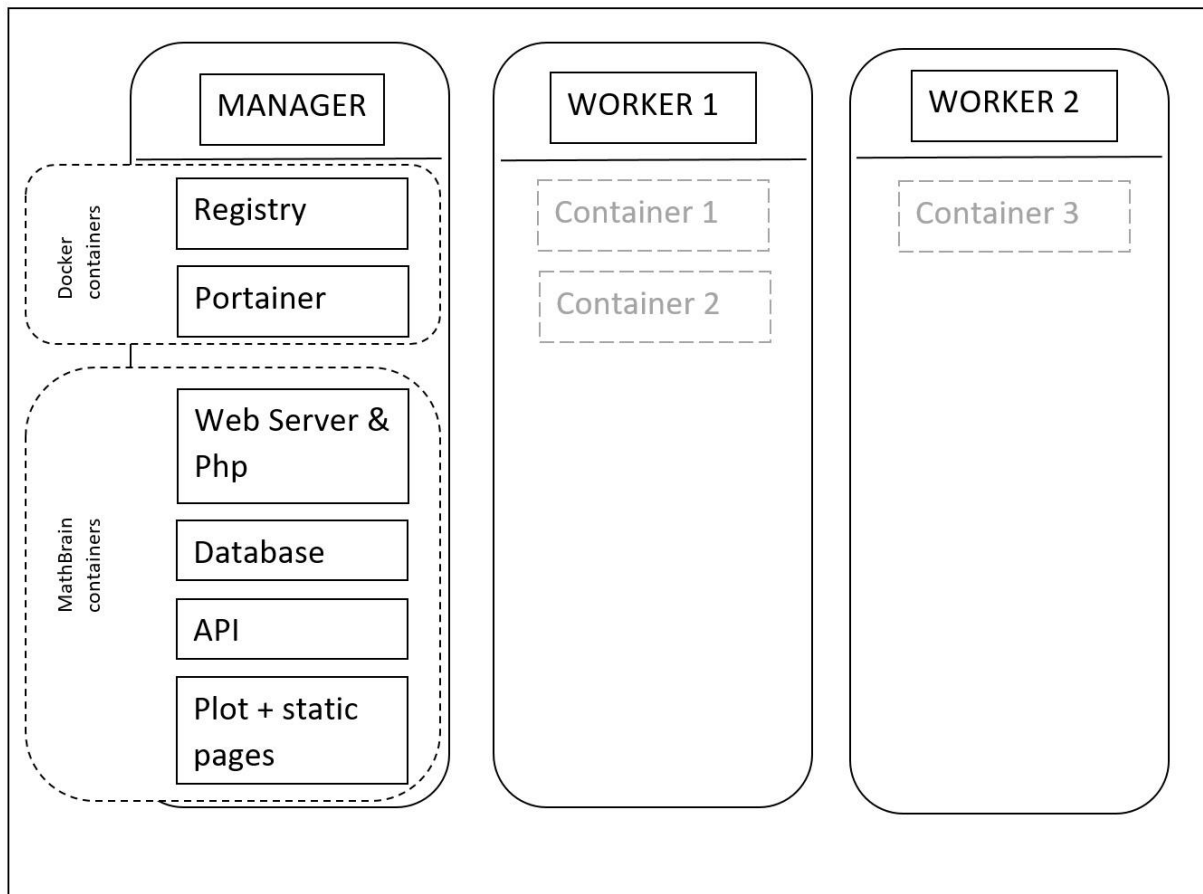 MANAGER
WORKER 1
WORKER 2
Docker
containers
Registry
Portainer
Container 1
Container 2
Container 3
MathBrain
containers
Web Server &
Php
Database
API
Plot + static
pages